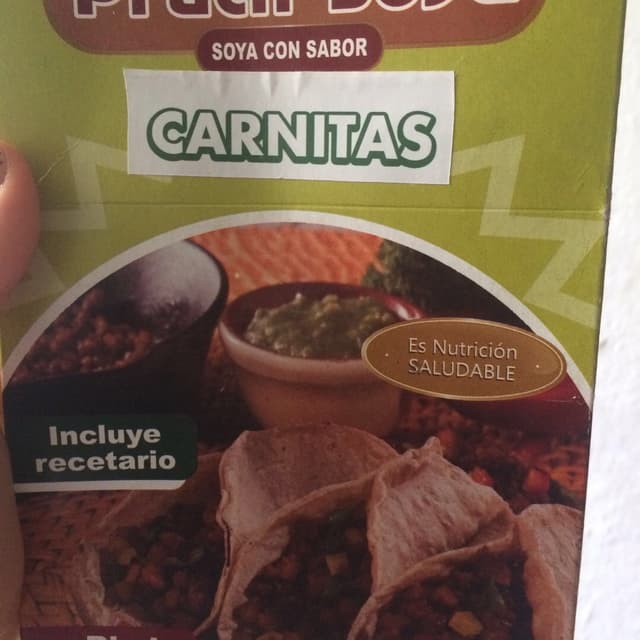 SOYA CON SABOR
CARNITAS
Es Nutrición
SALUDABLE
Incluye
recetario